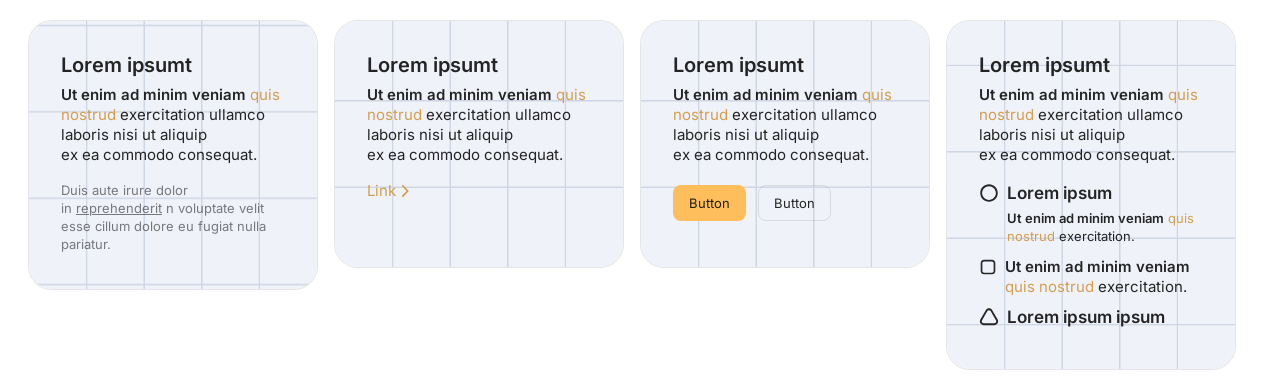 Lorem ipsumt
Ut enim ad minim veniam quis
nostrud exercitation ullamco
laboris nisi ut aliquip
ex ea commodo consequat.
Duis aute irure dolor
in reprehenderit n voluptate velit
esse cillum dolore eu fugiat nulla
pariatur.
Lorem ipsumt
Ut enim ad minim veniam quis
nostrud exercitation ullamco
laboris nisi ut aliquip
ex ea commodo consequat.
Link
Lorem ipsumt
Ut enim ad minim veniam quis
nostrud exercitation ullamco
laboris nisi ut aliquip
ex ea commodo consequat.
Button Button
Lorem ipsumt
Ut enim ad minim veniam quis
nostrud exercitation ullamco
laboris nisi ut aliquip
ex ea commodo consequat.
Lorem ipsum
Ut enim ad minim veniam quis
nostrud exercitation.
Ut enim ad minim veniam
quis nostrud exercitation.
Lorem ipsum ipsum